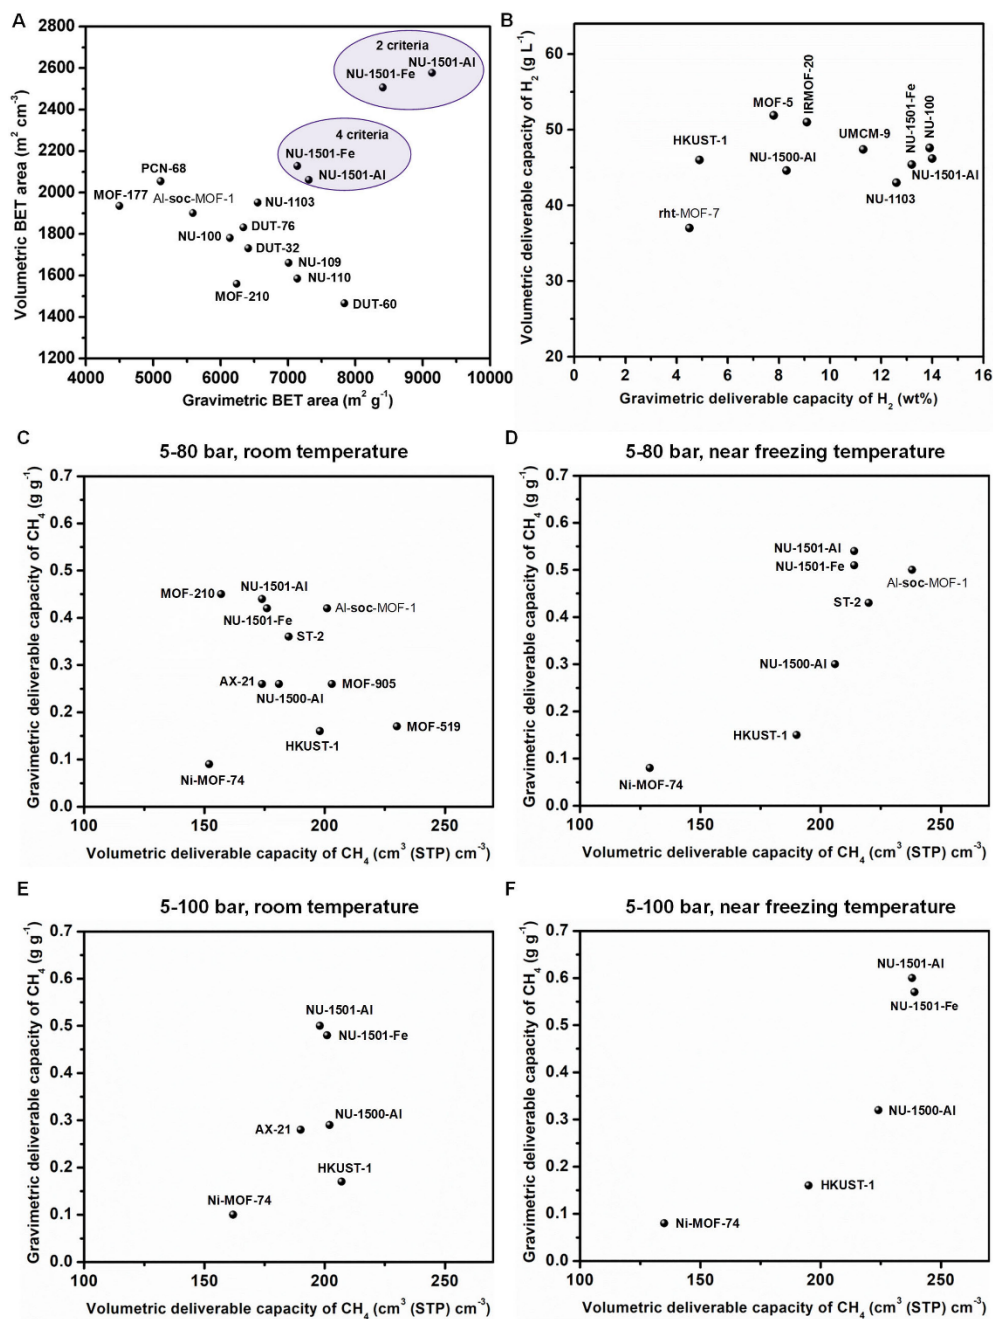 A
2800
2600
2400
2200
2000
1800
1600
1400
1200
Volumetric BET area (m² cm⁻³)
2 criteria
NU-1501-Al
NU-1501-Fe
4 criteria
NU-1501-Fe
NU-1501-Al
PCN-68
MOF-177
Al-soc-MOF-1
NU-1103
DUT-76
NU-100
DUT-32
NU-109
NU-110
MOF-210
DUT-60
4000 5000 6000 7000 8000 9000 10000
Gravimetric BET area (m² g⁻¹)
B
60
50
40
30
20
Volumetric deliverable capacity of H₂ (g L⁻¹)
MOF-5
IRMOF-20
HKUST-1
UMCM-9
NU-1501-Fe
NU-100
NU-1500-Al
NU-1501-Al
NU-1103
rht-MOF-7
0 2 4 6 8 10 12 14 16
Gravimetric deliverable capacity of H₂ (wt%)
C
5-80 bar, room temperature
0.7
0.6
0.5
0.4
0.3
0.2
0.1
0.0
Gravimetric deliverable capacity of CH₄ (g g⁻¹)
MOF-210
NU-1501-Al
NU-1501-Fe
Al-soc-MOF-1
ST-2
AX-21
NU-1500-Al
MOF-905
MOF-519
HKUST-1
Ni-MOF-74
100 150 200 250
Volumetric deliverable capacity of CH₄ (cm³ (STP) cm⁻³)
D
5-80 bar, near freezing temperature
0.7
0.6
0.5
0.4
0.3
0.2
0.1
0.0
Gravimetric deliverable capacity of CH₄ (g g⁻¹)
NU-1501-Al
NU-1501-Fe
Al-soc-MOF-1
ST-2
NU-1500-Al
HKUST-1
Ni-MOF-74
100 150 200 250
Volumetric deliverable capacity of CH₄ (cm³ (STP) cm⁻³)
E
5-100 bar, room temperature
0.7
0.6
0.5
0.4
0.3
0.2
0.1
0.0
Gravimetric deliverable capacity of CH₄ (g g⁻¹)
NU-1501-Al
NU-1501-Fe
NU-1500-Al
AX-21
HKUST-1
Ni-MOF-74
100 150 200 250
Volumetric deliverable capacity of CH₄ (cm³ (STP) cm⁻³)
F
5-100 bar, near freezing temperature
0.7
0.6
0.5
0.4
0.3
0.2
0.1
0.0
Gravimetric deliverable capacity of CH₄ (g g⁻¹)
NU-1501-Al
NU-1501-Fe
NU-1500-Al
HKUST-1
Ni-MOF-74
100 150 200 250
Volumetric deliverable capacity of CH₄ (cm³ (STP) cm⁻³)